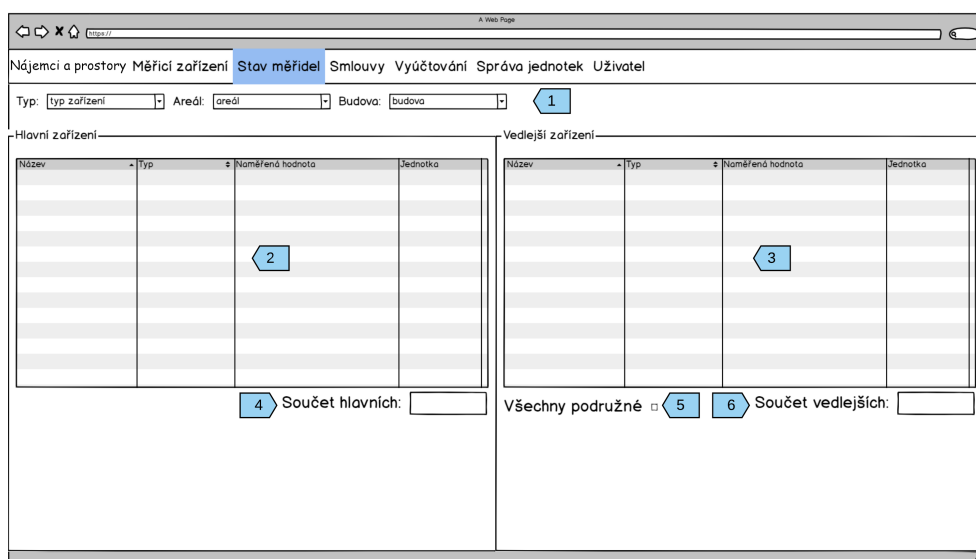 A Web Page
https://
Nájemci a prostory Měřicí zařízení Stav měřidel Smlouvy Vyúčtování Správa jednotek Uživatel
Typ: typ zařízení Areál: areál Budova: budova 1
Hlavní zařízení
Název Typ Naměřená hodnota Jednotka
2
4 Součet hlavních:
Vedlejší zařízení
Název Typ Naměřená hodnota Jednotka
3
Všechny podružné 5 6 Součet vedlejších: